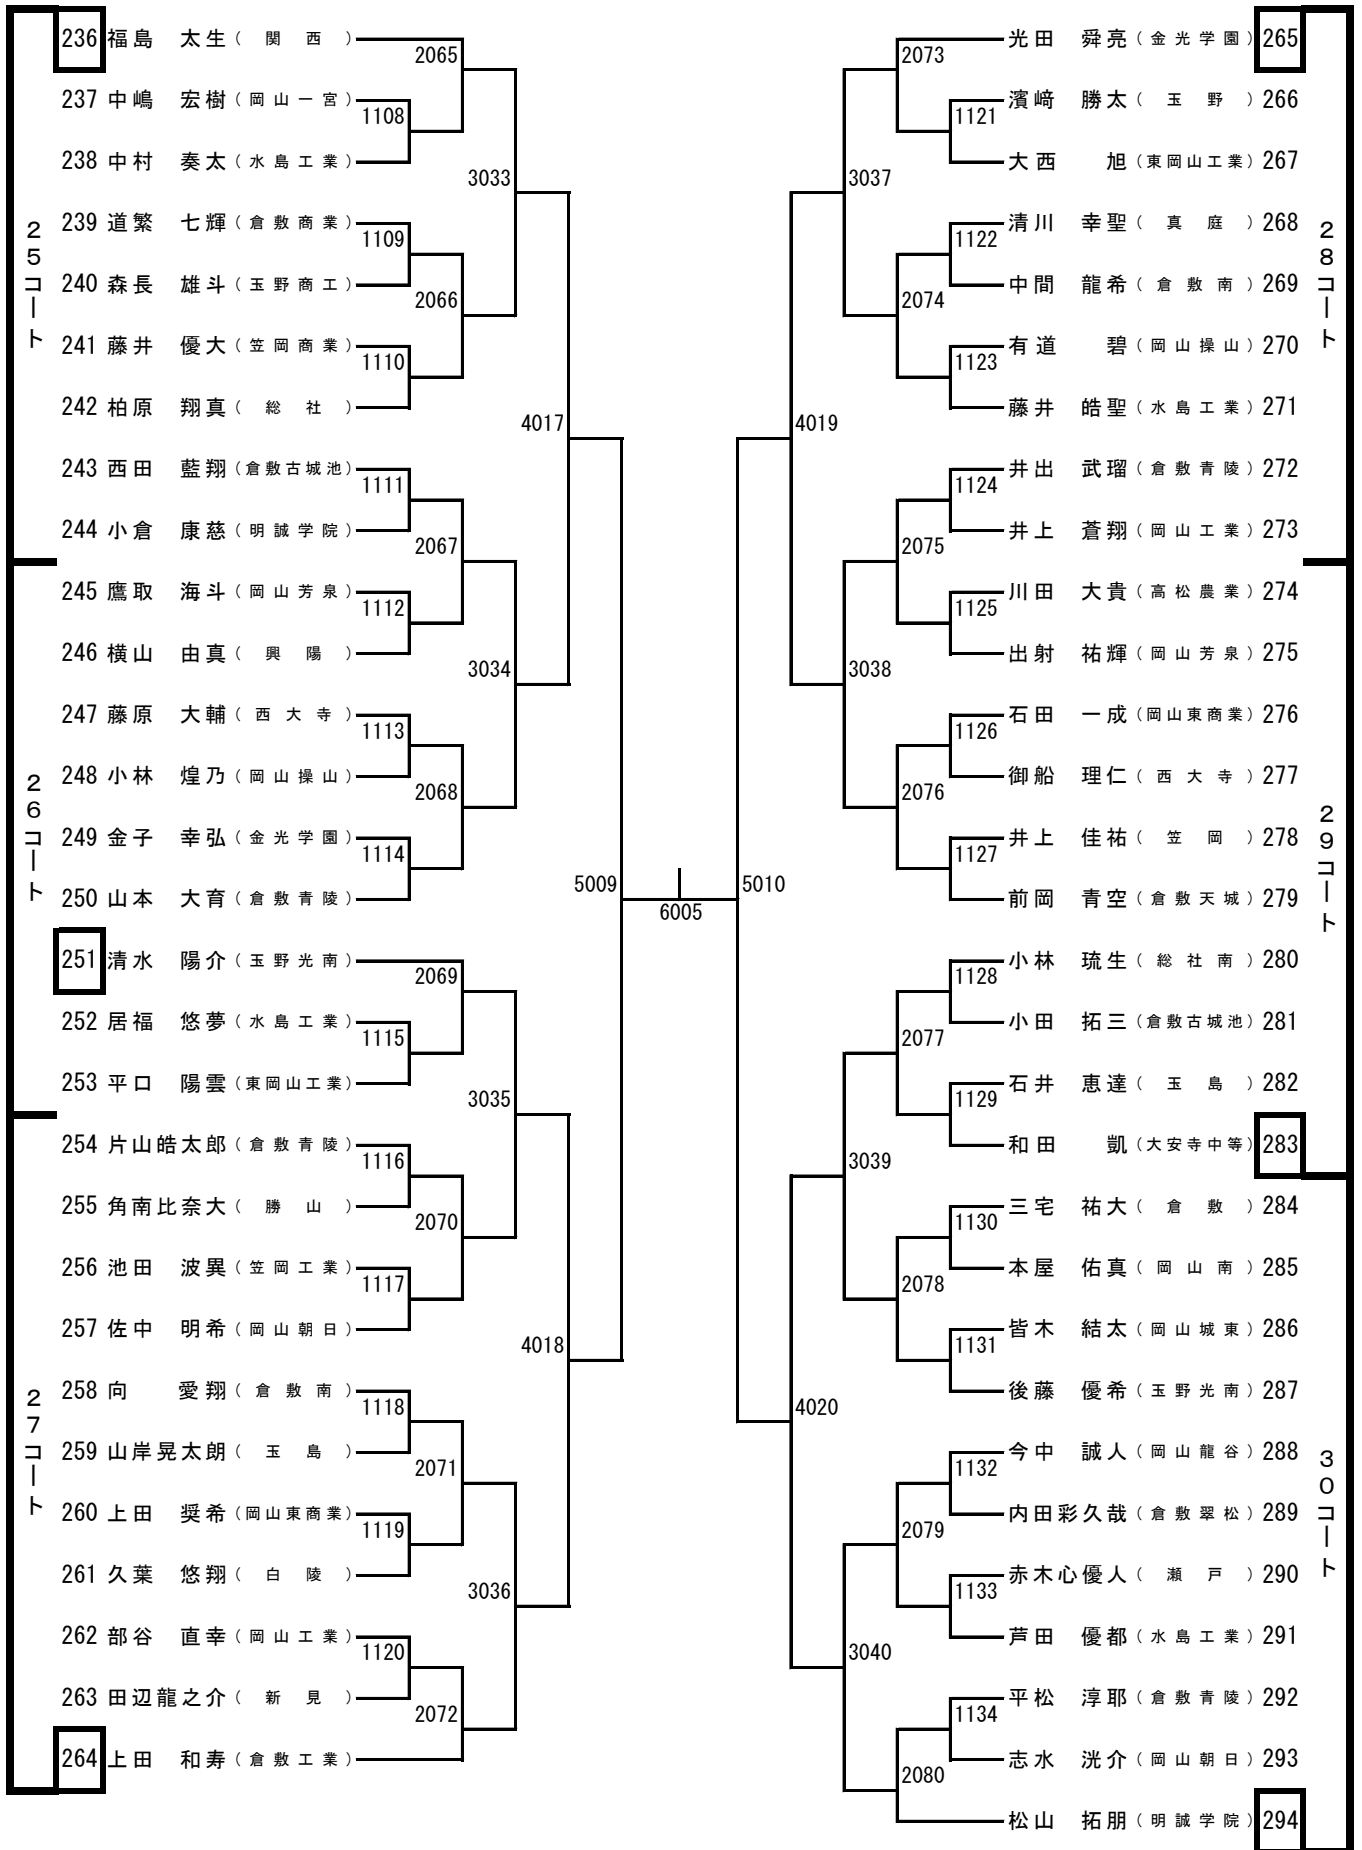 25コート
236 福島 太生 (関西)
237 中嶋 宏樹 (岡山一宮)
238 中村 奏太 (水島工業)
239 道繁 七輝 (倉敷商業)
240 森長 雄斗 (玉野商工)
241 藤井 優大 (笠岡商業)
242 柏原 翔真 (総社)
243 西田 藍翔 (倉敷古城池)
244 小倉 康慈 (明誠学院)
26コート
245 鷹取 海斗 (岡山芳泉)
246 横山 由真 (興陽)
247 藤原 大輔 (西大寺)
248 小林 煌乃 (岡山操山)
249 金子 幸弘 (金光学園)
250 山本 大育 (倉敷青陵)
251 清水 陽介 (玉野光南)
252 居福 悠夢 (水島工業)
253 平口 陽雲 (東岡山工業)
27コート
254 片山皓太郎 (倉敷青陵)
255 角南比奈大 (勝山)
256 池田 波異 (笠岡工業)
257 佐中 明希 (岡山朝日)
258 向 愛翔 (倉敷南)
259 山岸晃太朗 (玉島)
260 上田 奨希 (岡山東商業)
261 久葉 悠翔 (白陵)
262 部谷 直幸 (岡山工業)
263 田辺龍之介 (新見)
264 上田 和寿 (倉敷工業)
1108
1109
1110
1111
1112
1113
1114
1115
1116
1117
1118
1119
1120
2065
2066
2067
2068
2069
2070
2071
2072
3033
3034
3035
3036
4017
4018
5009
6005
5010
4019
4020
3037
3038
3039
3040
2073
2074
2075
2076
2077
2078
2079
2080
1121
1122
1123
1124
1125
1126
1127
1128
1129
1130
1131
1132
1133
1134
28コート
光田 舜亮 (金光学園) 265
濱﨑 勝太 (玉野) 266
大西 旭 (東岡山工業) 267
清川 幸聖 (真庭) 268
中間 龍希 (倉敷南) 269
有道 碧 (岡山操山) 270
藤井 皓聖 (水島工業) 271
井出 武瑠 (倉敷青陵) 272
井上 蒼翔 (岡山工業) 273
29コート
川田 大貴 (高松農業) 274
出射 祐輝 (岡山芳泉) 275
石田 一成 (岡山東商業) 276
御船 理仁 (西大寺) 277
井上 佳祐 (笠岡) 278
前岡 青空 (倉敷天城) 279
小林 琉生 (総社南) 280
小田 拓三 (倉敷古城池) 281
石井 恵達 (玉島) 282
和田 凱 (大安寺中等) 283
30コート
三宅 祐大 (倉敷) 284
本屋 佑真 (岡山南) 285
皆木 結太 (岡山城東) 286
後藤 優希 (玉野光南) 287
今中 誠人 (岡山龍谷) 288
内田彩久哉 (倉敷翠松) 289
赤木心優人 (瀬戸) 290
芦田 優都 (水島工業) 291
平松 淳耶 (倉敷青陵) 292
志水 洸介 (岡山朝日) 293
松山 拓朋 (明誠学院) 294